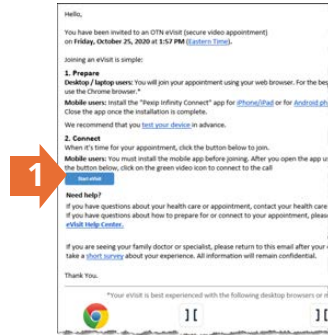 Hello,
You have been invited to an OTN eVisit (secure video appointment)
on Friday, October 25, 2020 at 1:57 PM (Eastern Time).
Joining an eVisit is simple:
1. Prepare
Desktop / laptop users: You will join your appointment using your web browser. For the bes
use the Chrome browser.*
Mobile users: Install the "Pexip Infinity Connect" app for iPhone/iPad or for Android ph
Close the app once the installation is complete.
We recommend that you test your device in advance.
2. Connect
When it's time for your appointment, click the button below to join.
Mobile users: You must install the mobile app before joining. After you open the app u
the button below, click on the green video icon to connect to the call
1
Start eVisit
Need help?
If you have questions about your health care or appointment, contact your health care
If you have questions about how to prepare for or connect to your appointment, pleas
eVisit Help Center.
If you are seeing your family doctor or specialist, please return to this email after your
take a short survey about your experience. All information will remain confidential.
Thank You.
*Your eVisit is best experienced with the following desktop browsers or m
][
][